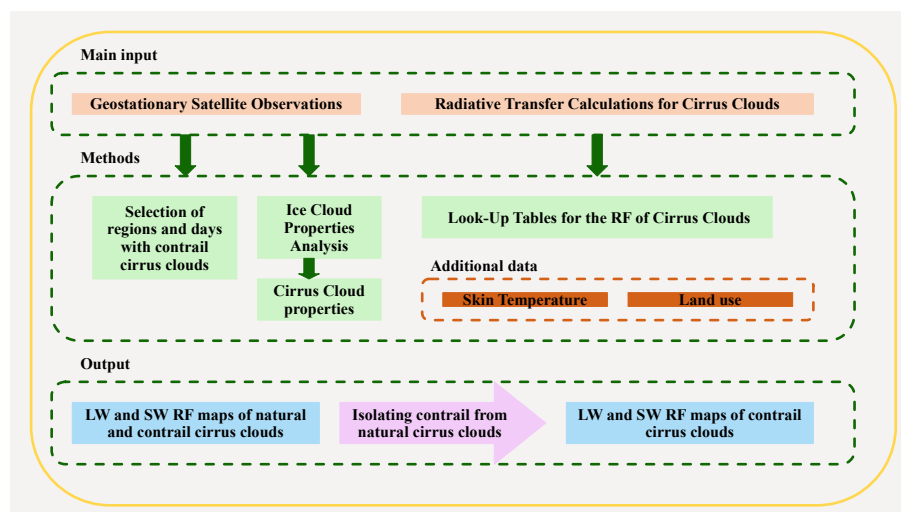 Main input
Geostationary Satellite Observations
Radiative Transfer Calculations for Cirrus Clouds
Methods
Selection of
regions and days
with contrail
cirrus clouds
Ice Cloud
Properties
Analysis
Cirrus Cloud
properties
Look-Up Tables for the RF of Cirrus Clouds
Additional data
Skin Temperature
Land use
Output
LW and SW RF maps of natural
and contrail cirrus clouds
Isolating contrail from
natural cirrus clouds
LW and SW RF maps of contrail
cirrus clouds